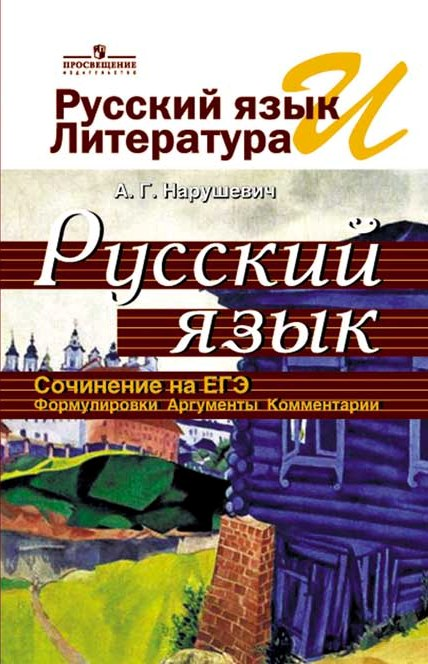 ПРОСВЕЩЕНИЕ
ИЗДАТЕЛЬСТВО
Русский язык И
Литература
А. Г. Нарушевич
Русский
язык
Сочинение на ЕГЭ
Формулировки Аргументы Комментарии